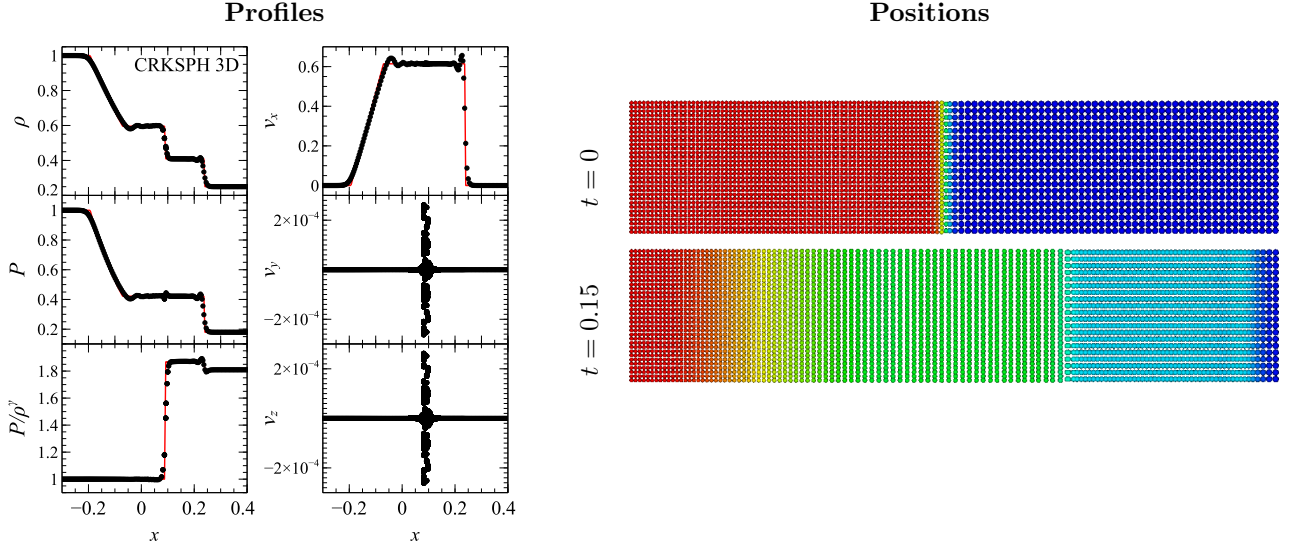 Profiles
Positions
CRKSPH 3D
ρ
1
0.8
0.6
0.4
0.2
P
1
0.8
0.6
0.4
0.2
P/ρ^γ
1.8
1.6
1.4
1.2
1
−0.2 0 0.2 0.4
x
v_x
0.6
0.4
0.2
0
v_y
2×10⁻⁴
−2×10⁻⁴
v_z
2×10⁻⁴
−2×10⁻⁴
−0.2 0 0.2 0.4
x
t = 0
t = 0.15